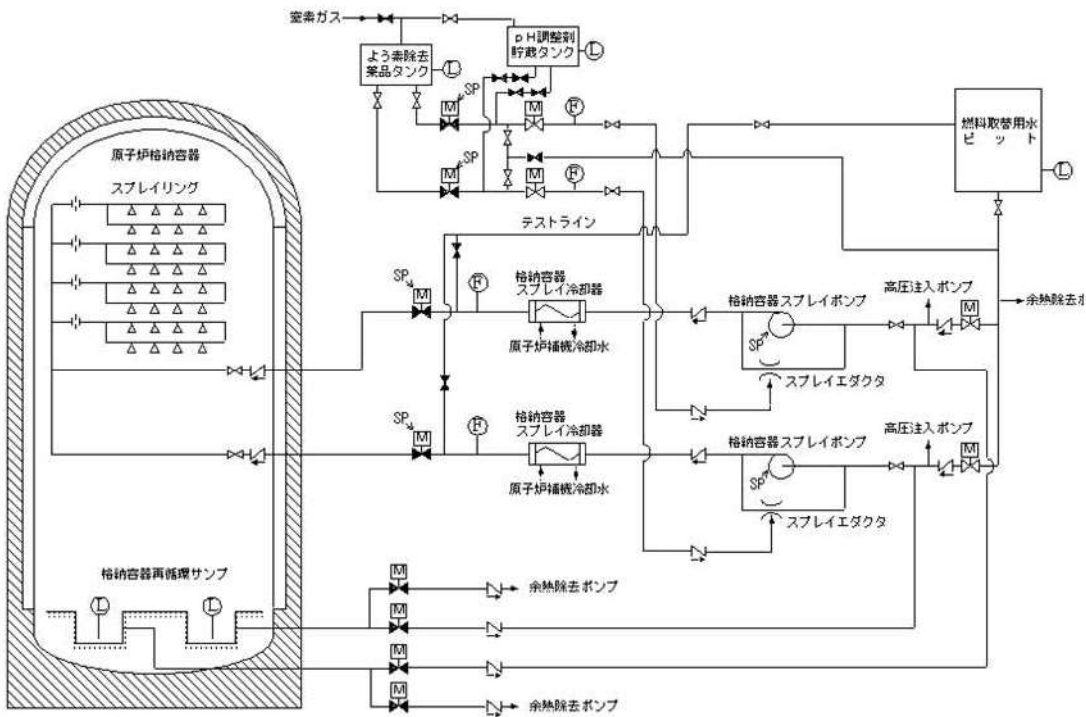 窒素ガス
よう素除去
薬品タンク
L
pH調整剤
貯蔵タンク
L
SP
M
M
F
燃料取替用水
ピット
L
SP
M
M
F
原子炉格納容器
スプレイリング
テストライン
SP
M
F
格納容器
スプレイ冷却器
原子炉補機冷却水
格納容器スプレイポンプ
SP
スプレイエダクタ
高圧注入ポンプ
M
余熱除去ポ
SP
M
F
格納容器
スプレイ冷却器
原子炉補機冷却水
格納容器スプレイポンプ
SP
スプレイエダクタ
高圧注入ポンプ
M
格納容器再循環サンプ
L
L
M
余熱除去ポンプ
M
M
M
余熱除去ポンプ